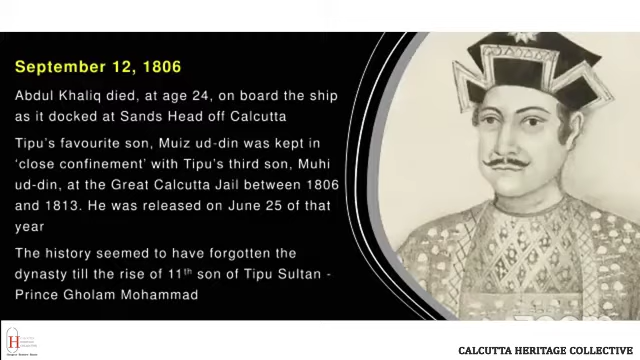 September 12, 1806
Abdul Khaliq died, at age 24, on board the ship
as it docked at Sands Head off Calcutta
Tipu's favourite son, Muiz ud-din was kept in
'close confinement' with Tipu's third son, Muhi
ud-din, at the Great Calcutta Jail between 1806
and 1813. He was released on June 25 of that
year
The history seemed to have forgotten the
dynasty till the rise of 11th son of Tipu Sultan -
Prince Gholam Mohammad
zoom
H
CALCUTTA HERITAGE COLLECTIVE